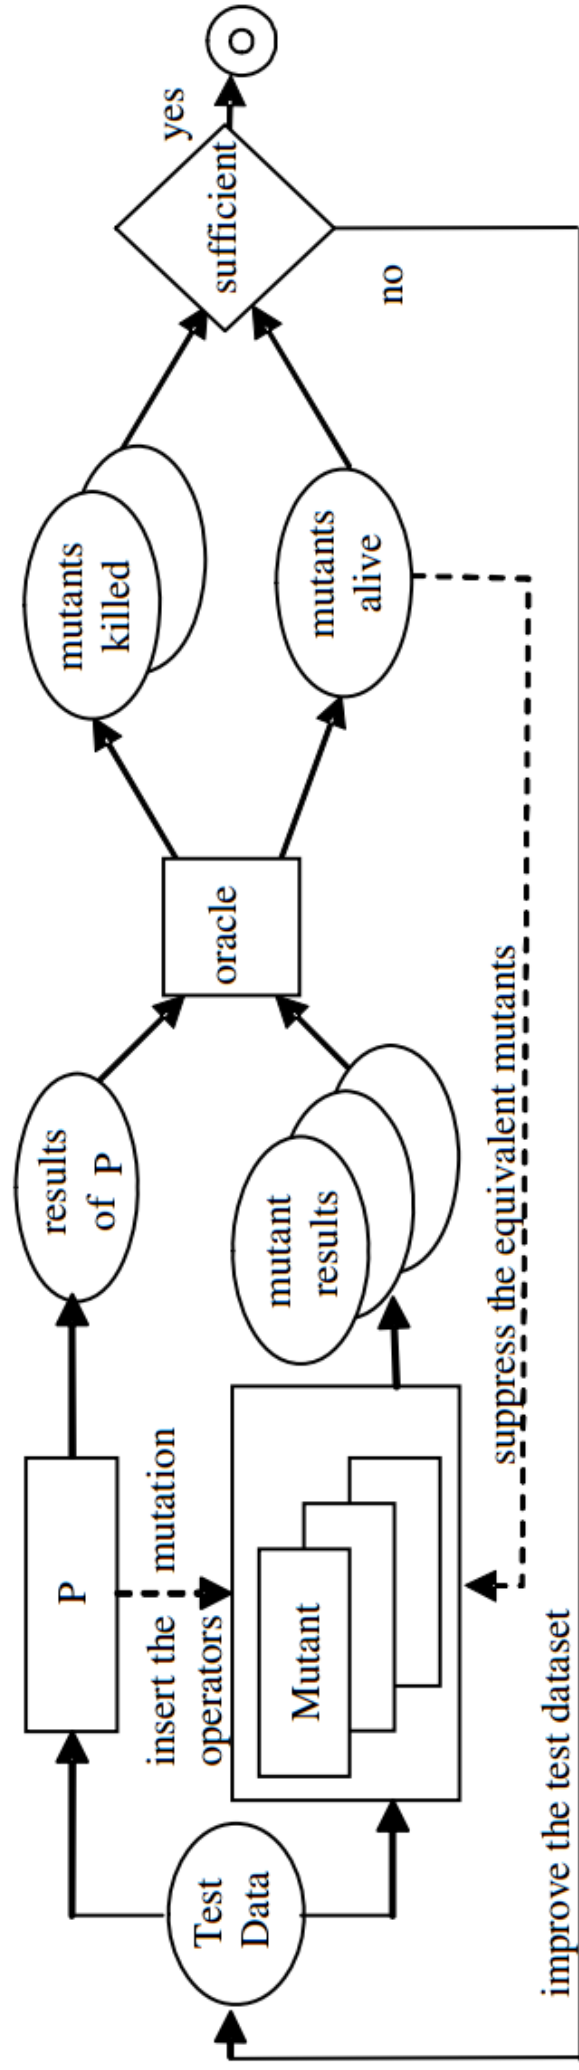 Test
Data
P
insert the mutation
operators
Mutant
results
of P
mutant
results
oracle
mutants
killed
mutants
alive
sufficient
yes
no
suppress the equivalent mutants
improve the test dataset